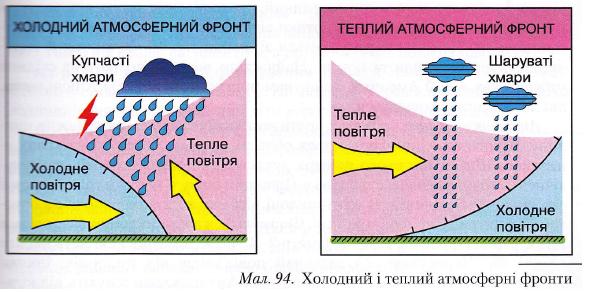 ХОЛОДНИЙ АТМОСФЕРНИЙ ФРОНТ
Купчасті
хмари
Холодне
повітря
Тепле
повітря
ТЕПЛИЙ АТМОСФЕРНИЙ ФРОНТ
Шаруваті
хмари
Тепле
повітря
Холодне
повітря
Мал. 94. Холодний і теплий атмосферні фронти